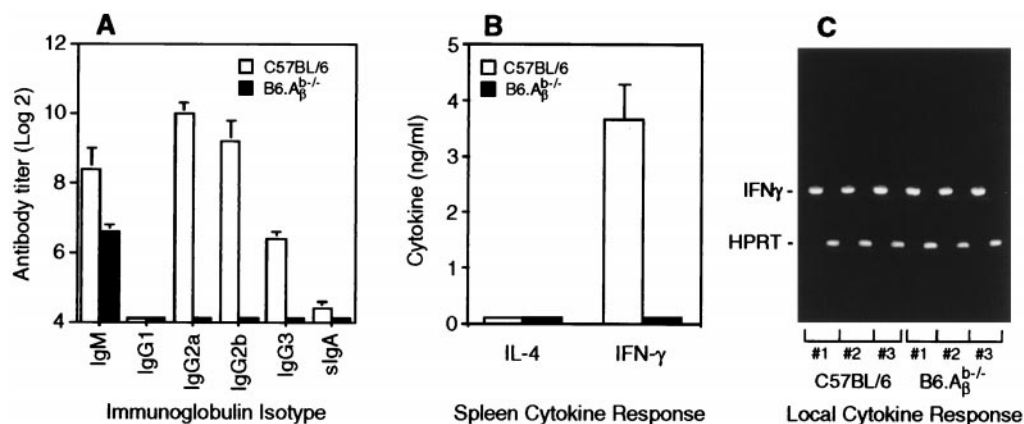 A
Antibody titer (Log 2)
12
10
8
6
4
C57BL/6
B6.Aβb-/-
IgM
IgG1
IgG2a
IgG2b
IgG3
sIgA
Immunoglobulin Isotype
B
Cytokine (ng/ml)
5
4
3
2
1
0
C57BL/6
B6.Aβb-/-
IL-4
IFN-γ
Spleen Cytokine Response
C
IFNγ -
HPRT -
#1 #2 #3 #1 #2 #3
C57BL/6 B6.Aβb-/-
Local Cytokine Response